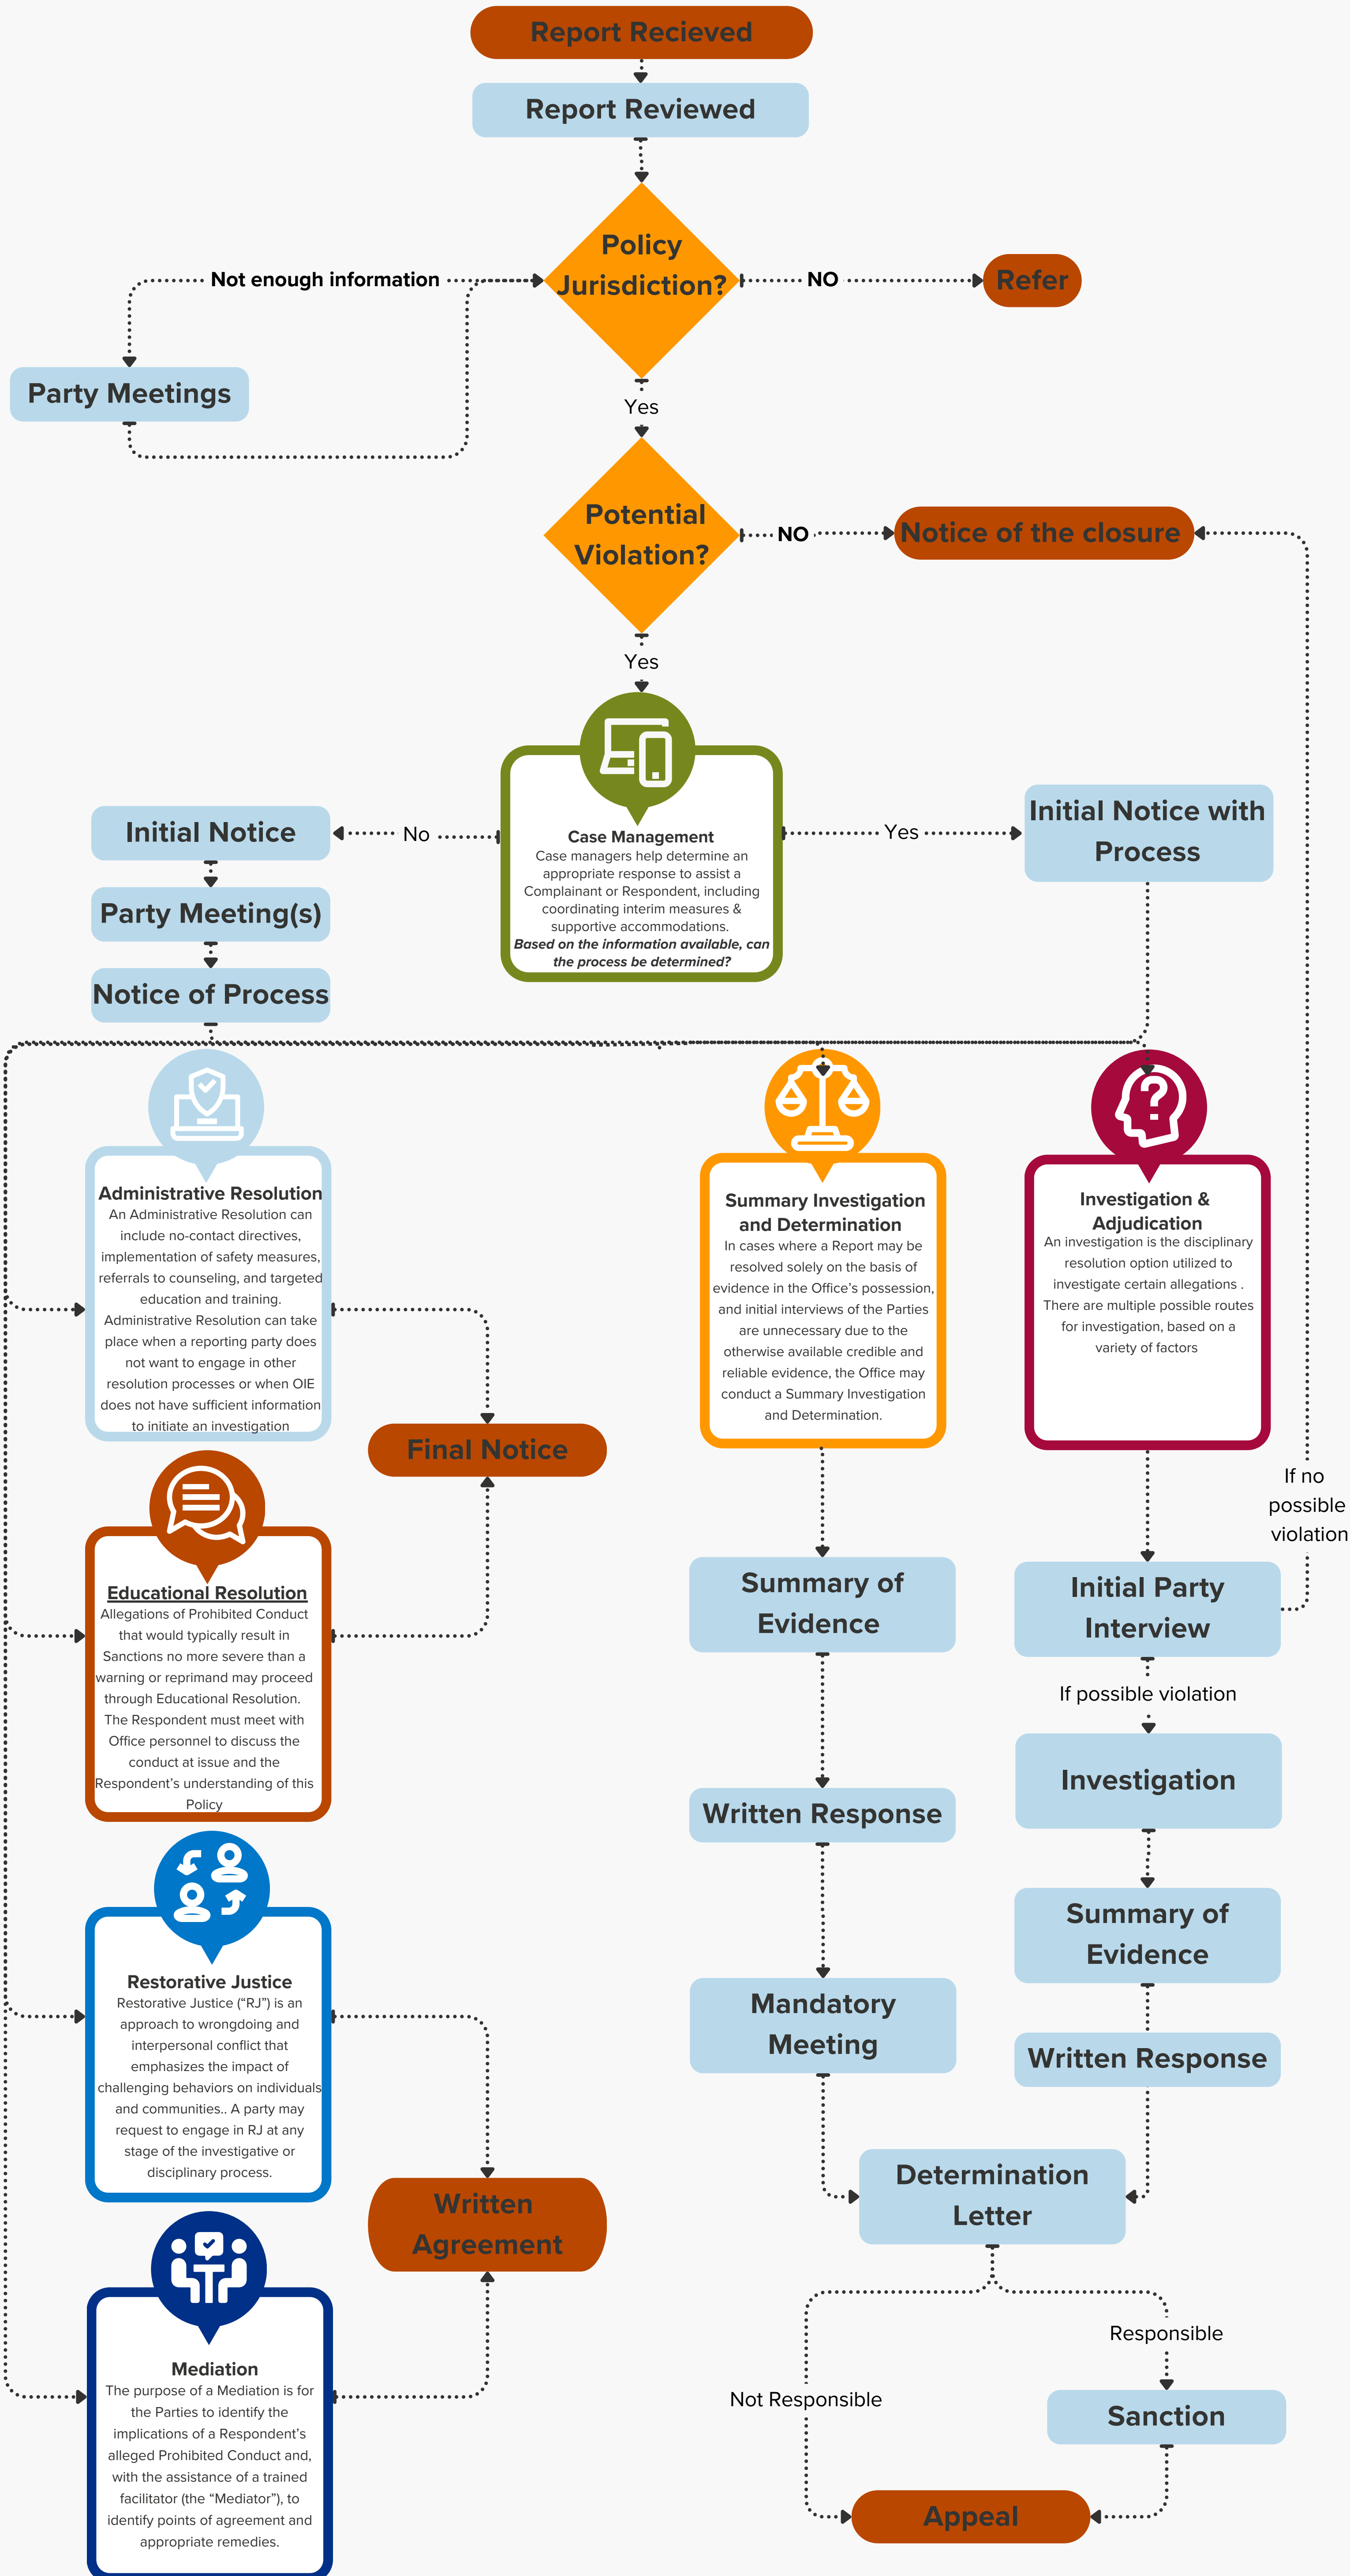 Report Recieved
Report Reviewed
Policy
Jurisdiction?
Not enough information
NO
Refer
Party Meetings
Yes
Potential
Violation?
NO
Notice of the closure
Yes
Case Management
Case managers help determine an
appropriate response to assist a
Complainant or Respondent, including
coordinating interim measures &
supportive accommodations.
Based on the information available, can
the process be determined?
No
Yes
Initial Notice
Party Meeting(s)
Notice of Process
Initial Notice with
Process
Administrative Resolution
An Administrative Resolution can
include no-contact directives,
implementation of safety measures,
referrals to counseling, and targeted
education and training.
Administrative Resolution can take
place when a reporting party does
not want to engage in other
resolution processes or when OIE
does not have sufficient information
to initiate an investigation
Summary Investigation
and Determination
In cases where a Report may be
resolved solely on the basis of
evidence in the Office's possession,
and initial interviews of the Parties
are unnecessary due to the
otherwise available credible and
reliable evidence, the Office may
conduct a Summary Investigation
and Determination.
?
Investigation &
Adjudication
An investigation is the disciplinary
resolution option utilized to
investigate certain allegations .
There are multiple possible routes
for investigation, based on a
variety of factors
Final Notice
If no
possible
violation
Educational Resolution
Allegations of Prohibited Conduct
that would typically result in
Sanctions no more severe than a
warning or reprimand may proceed
through Educational Resolution.
The Respondent must meet with
Office personnel to discuss the
conduct at issue and the
Respondent's understanding of this
Policy
Summary of
Evidence
Initial Party
Interview
If possible violation
Investigation
Written Response
Summary of
Evidence
Restorative Justice
Restorative Justice (“RJ”) is an
approach to wrongdoing and
interpersonal conflict that
emphasizes the impact of
challenging behaviors on individuals
and communities.. A party may
request to engage in RJ at any
stage of the investigative or
disciplinary process.
Mandatory
Meeting
Written Response
Written
Agreement
Determination
Letter
Mediation
The purpose of a Mediation is for
the Parties to identify the
implications of a Respondent's
alleged Prohibited Conduct and,
with the assistance of a trained
facilitator (the “Mediator”), to
identify points of agreement and
appropriate remedies.
Responsible
Not Responsible
Sanction
Appeal